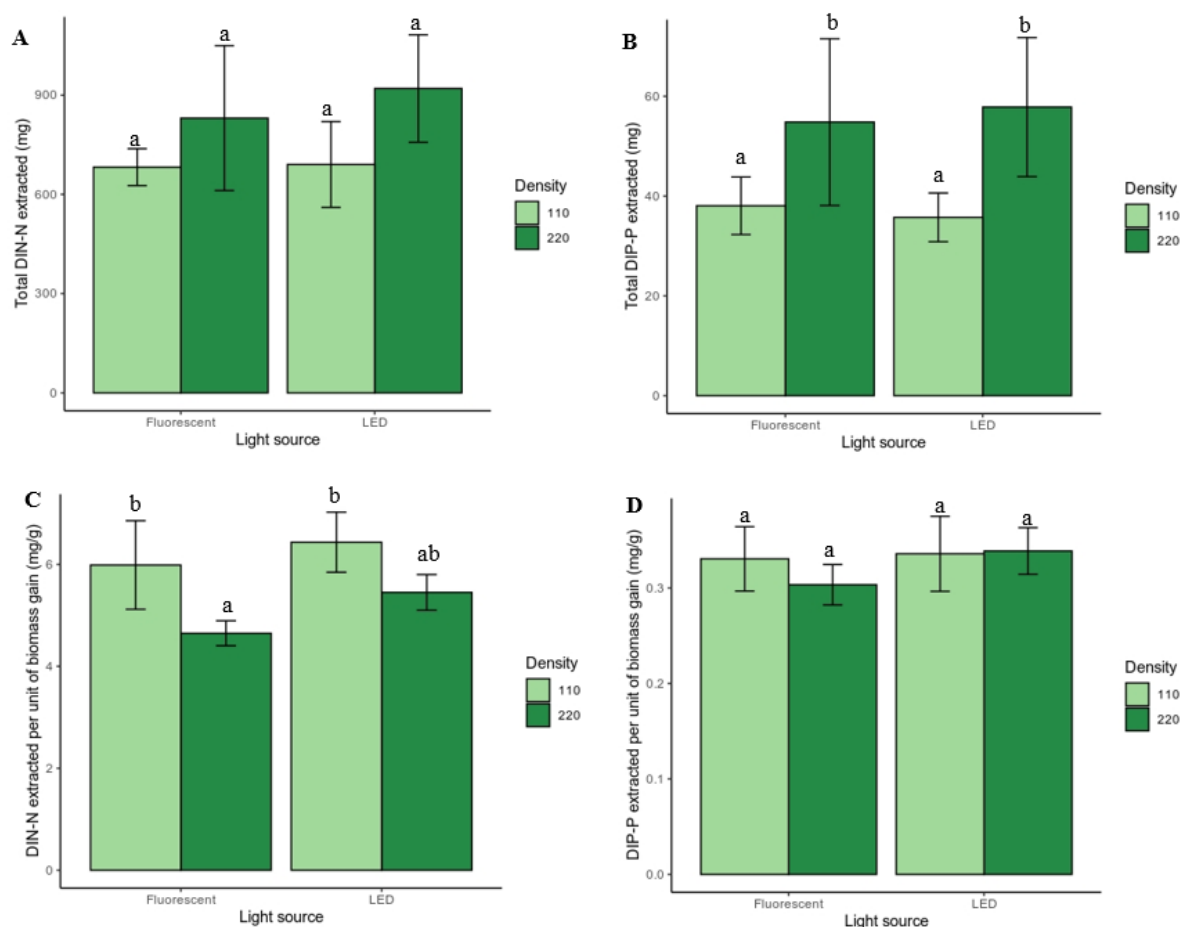 A
Total DIN-N extracted (mg)
900
600
300
0
a
a
a
a
Fluorescent
LED
Light source
Density
110
220
B
Total DIP-P extracted (mg)
60
40
20
0
a
b
a
b
Fluorescent
LED
Light source
Density
110
220
C
DIN-N extracted per unit of biomass gain (mg/g)
6
4
2
0
b
a
b
ab
Fluorescent
LED
Light source
Density
110
220
D
DIP-P extracted per unit of biomass gain (mg/g)
0.3
0.2
0.1
0.0
a
a
a
a
Fluorescent
LED
Light source
Density
110
220